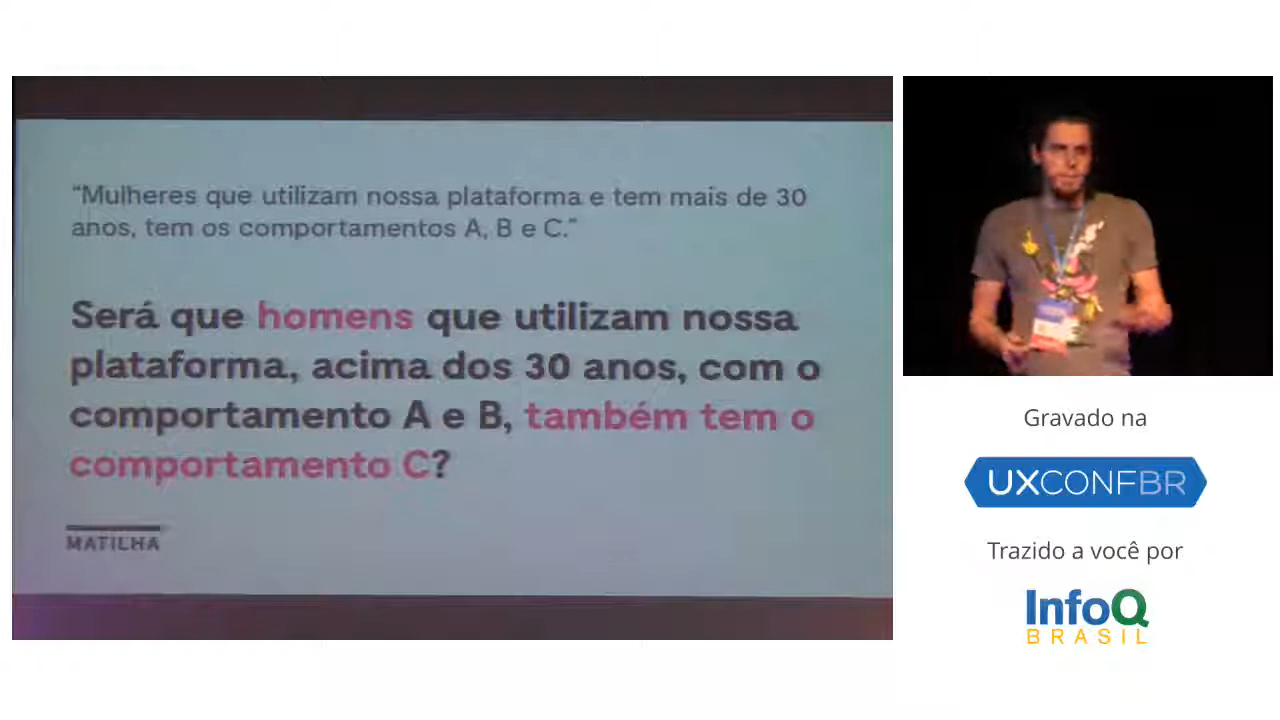 “Mulheres que utilizam nossa plataforma e tem mais de 30
anos, tem os comportamentos A, B e C.”
Será que homens que utilizam nossa
plataforma, acima dos 30 anos, com o
comportamento A e B, também tem o
comportamento C?
MATILHA
Gravado na
UXCONFBR
Trazido a você por
InfoQ
BRASIL